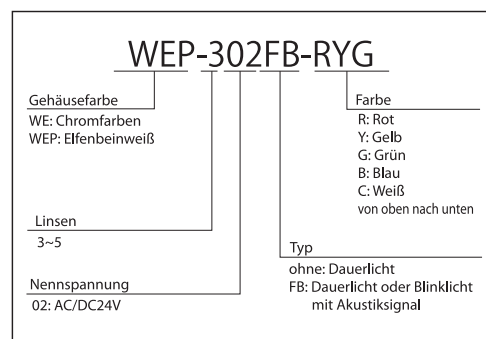 WEP-302FB-RYG
Gehäusefarbe
WE: Chromfarben
WEP: Elfenbeinweiß
Linsen
3~5
Nennspannung
02: AC/DC24V
Farbe
R: Rot
Y: Gelb
G: Grün
B: Blau
C: Weiß
von oben nach unten
Typ
ohne: Dauerlicht
FB: Dauerlicht oder Blinklicht
mit Akustiksignal